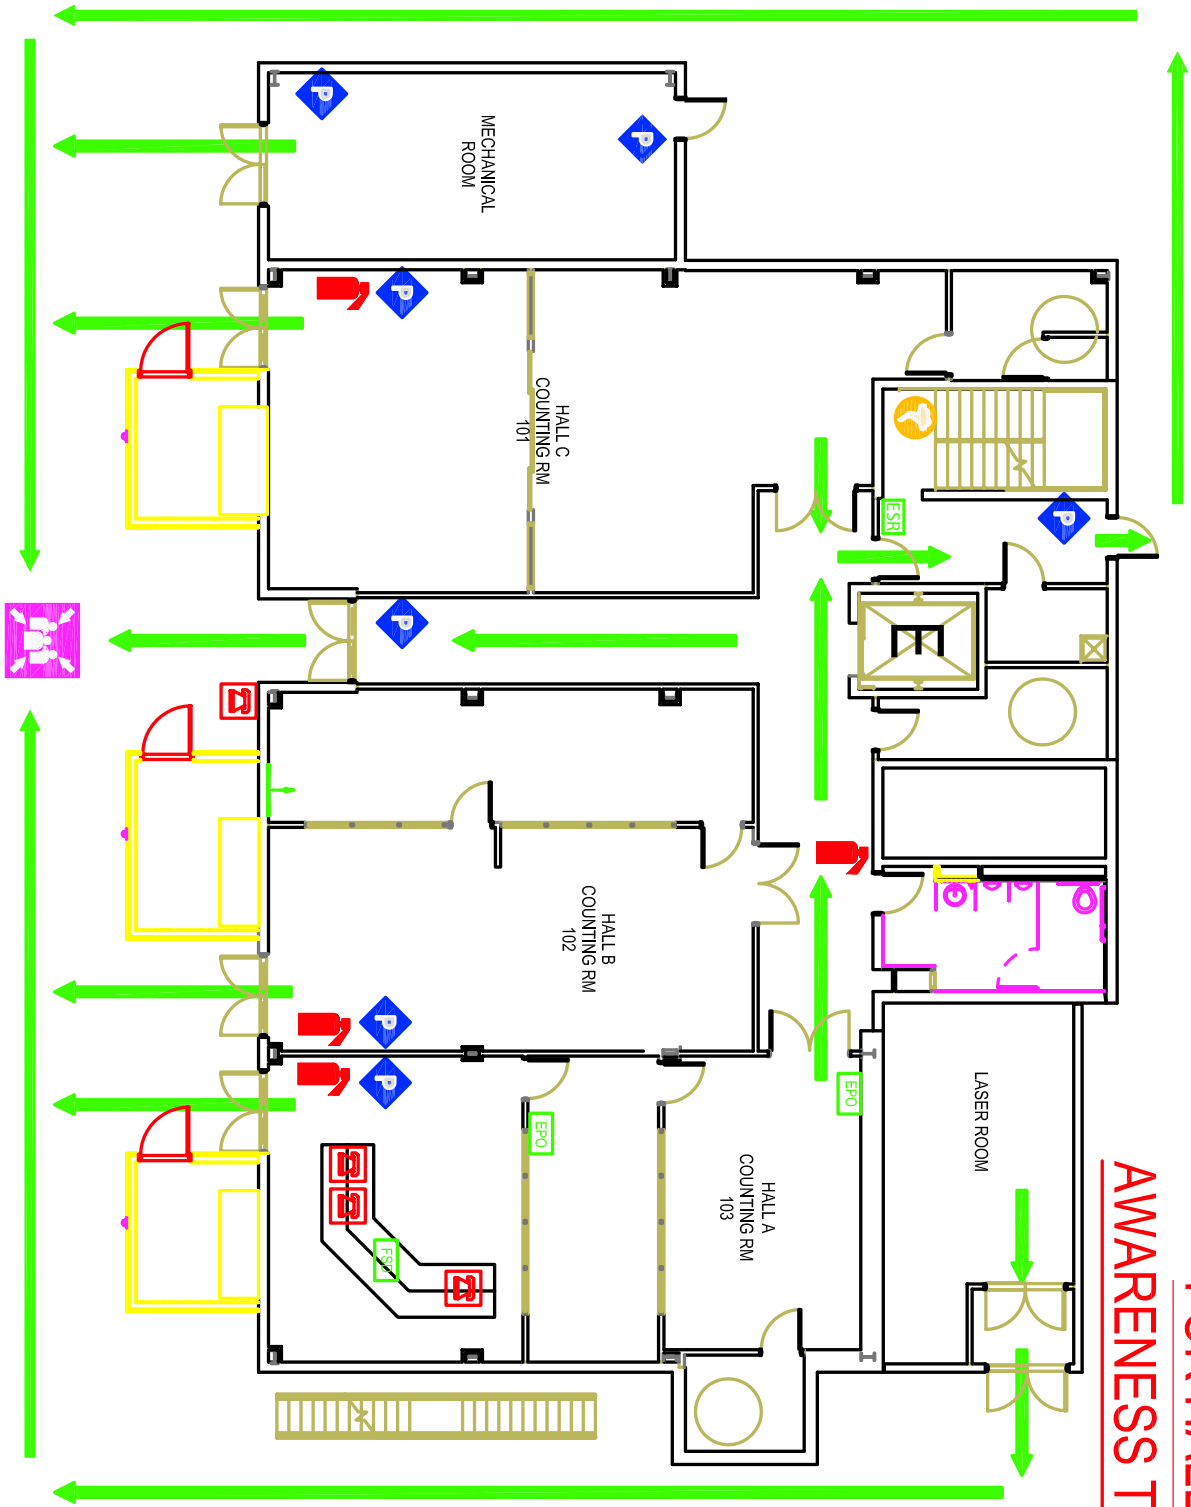 AWARENESS T
MECHANICAL
ROOM
P
P
P
P
P
P
P
HALL C
COUNTING RM
101
ESR
E
HALL B
COUNTING RM
102
EPO
EPO
LASER ROOM
HALL A
COUNTING RM
103